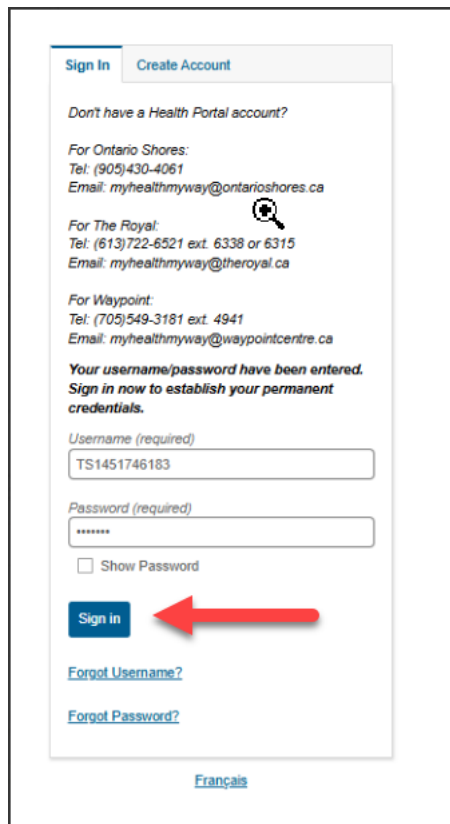 Sign In
Create Account
Don't have a Health Portal account?
For Ontario Shores:
Tel: (905)430-4061
Email: myhealthmyway@ontarioshores.ca
For The Royal:
Tel: (613)722-6521 ext. 6338 or 6315
Email: myhealthmyway@theroyal.ca
For Waypoint:
Tel: (705)549-3181 ext. 4941
Email: myhealthmyway@waypointcentre.ca
Your username/password have been entered.
Sign in now to establish your permanent
credentials.
Username (required)
TS1451746183
Password (required)
•••••••
Show Password
Sign in
Forgot Username?
Forgot Password?
Français